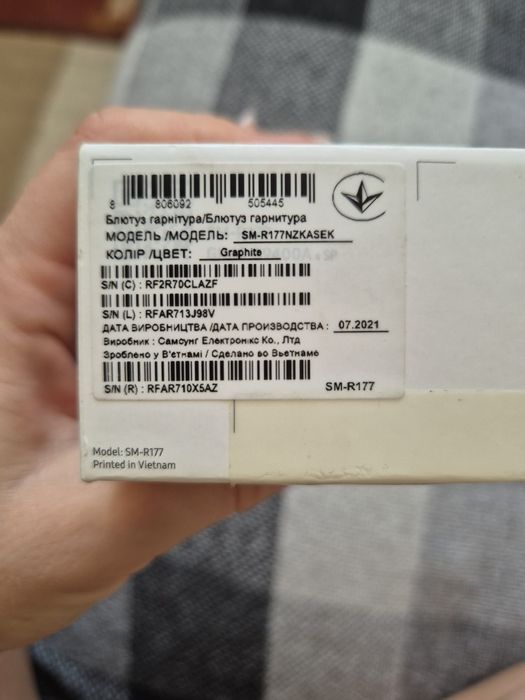 8 806092 505445
Блютуз гарнітура/Блютуз гарнитура
МОДЕЛЬ /МОДЕЛЬ: SM-R177NZKASEK
КОЛІР /ЦВЕТ: Graphite
S/N (C) : RF2R70CLAZF
S/N (L) : RFAR713J98V
ДАТА ВИРОБНИЦТВА /ДАТА ПРОИЗВОДСТВА : 07.2021
Виробник : Самсунг Електронікс Ко., Лтд
Зроблено у В'єтнамі / Сделано во Вьетнаме
S/N (R) : RFAR710X5AZ SM-R177
Model: SM-R177
Printed in Vietnam